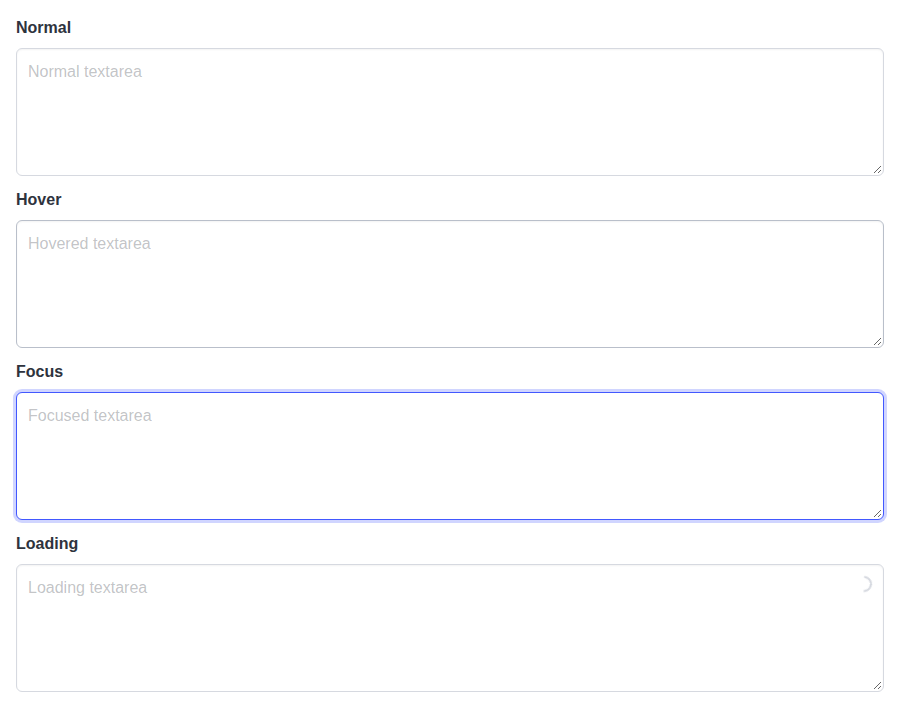 Normal
Normal textarea
Hover
Hovered textarea
Focus
Focused textarea
Loading
Loading textarea